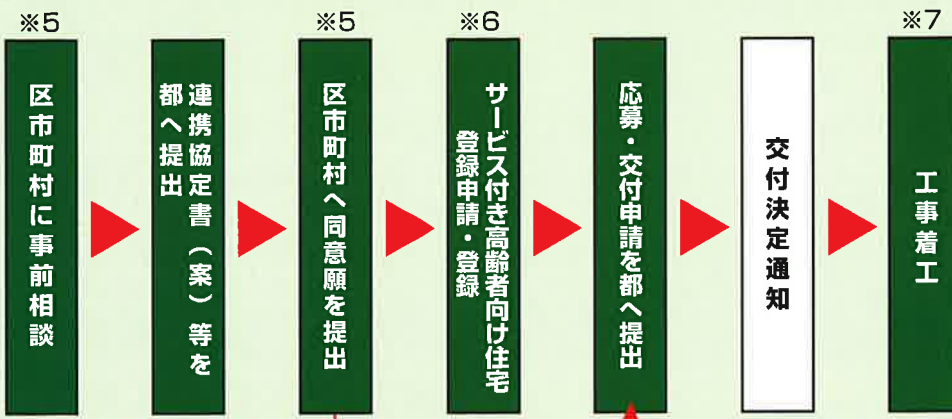 ※5
区市町村に事前相談
連携協定書（案）等を
都へ提出
※5
区市町村へ同意願を提出
※6
サービス付き高齢者向け住宅
登録申請・登録
応募・交付申請を都へ提出
交付決定通知
※7
工事着工